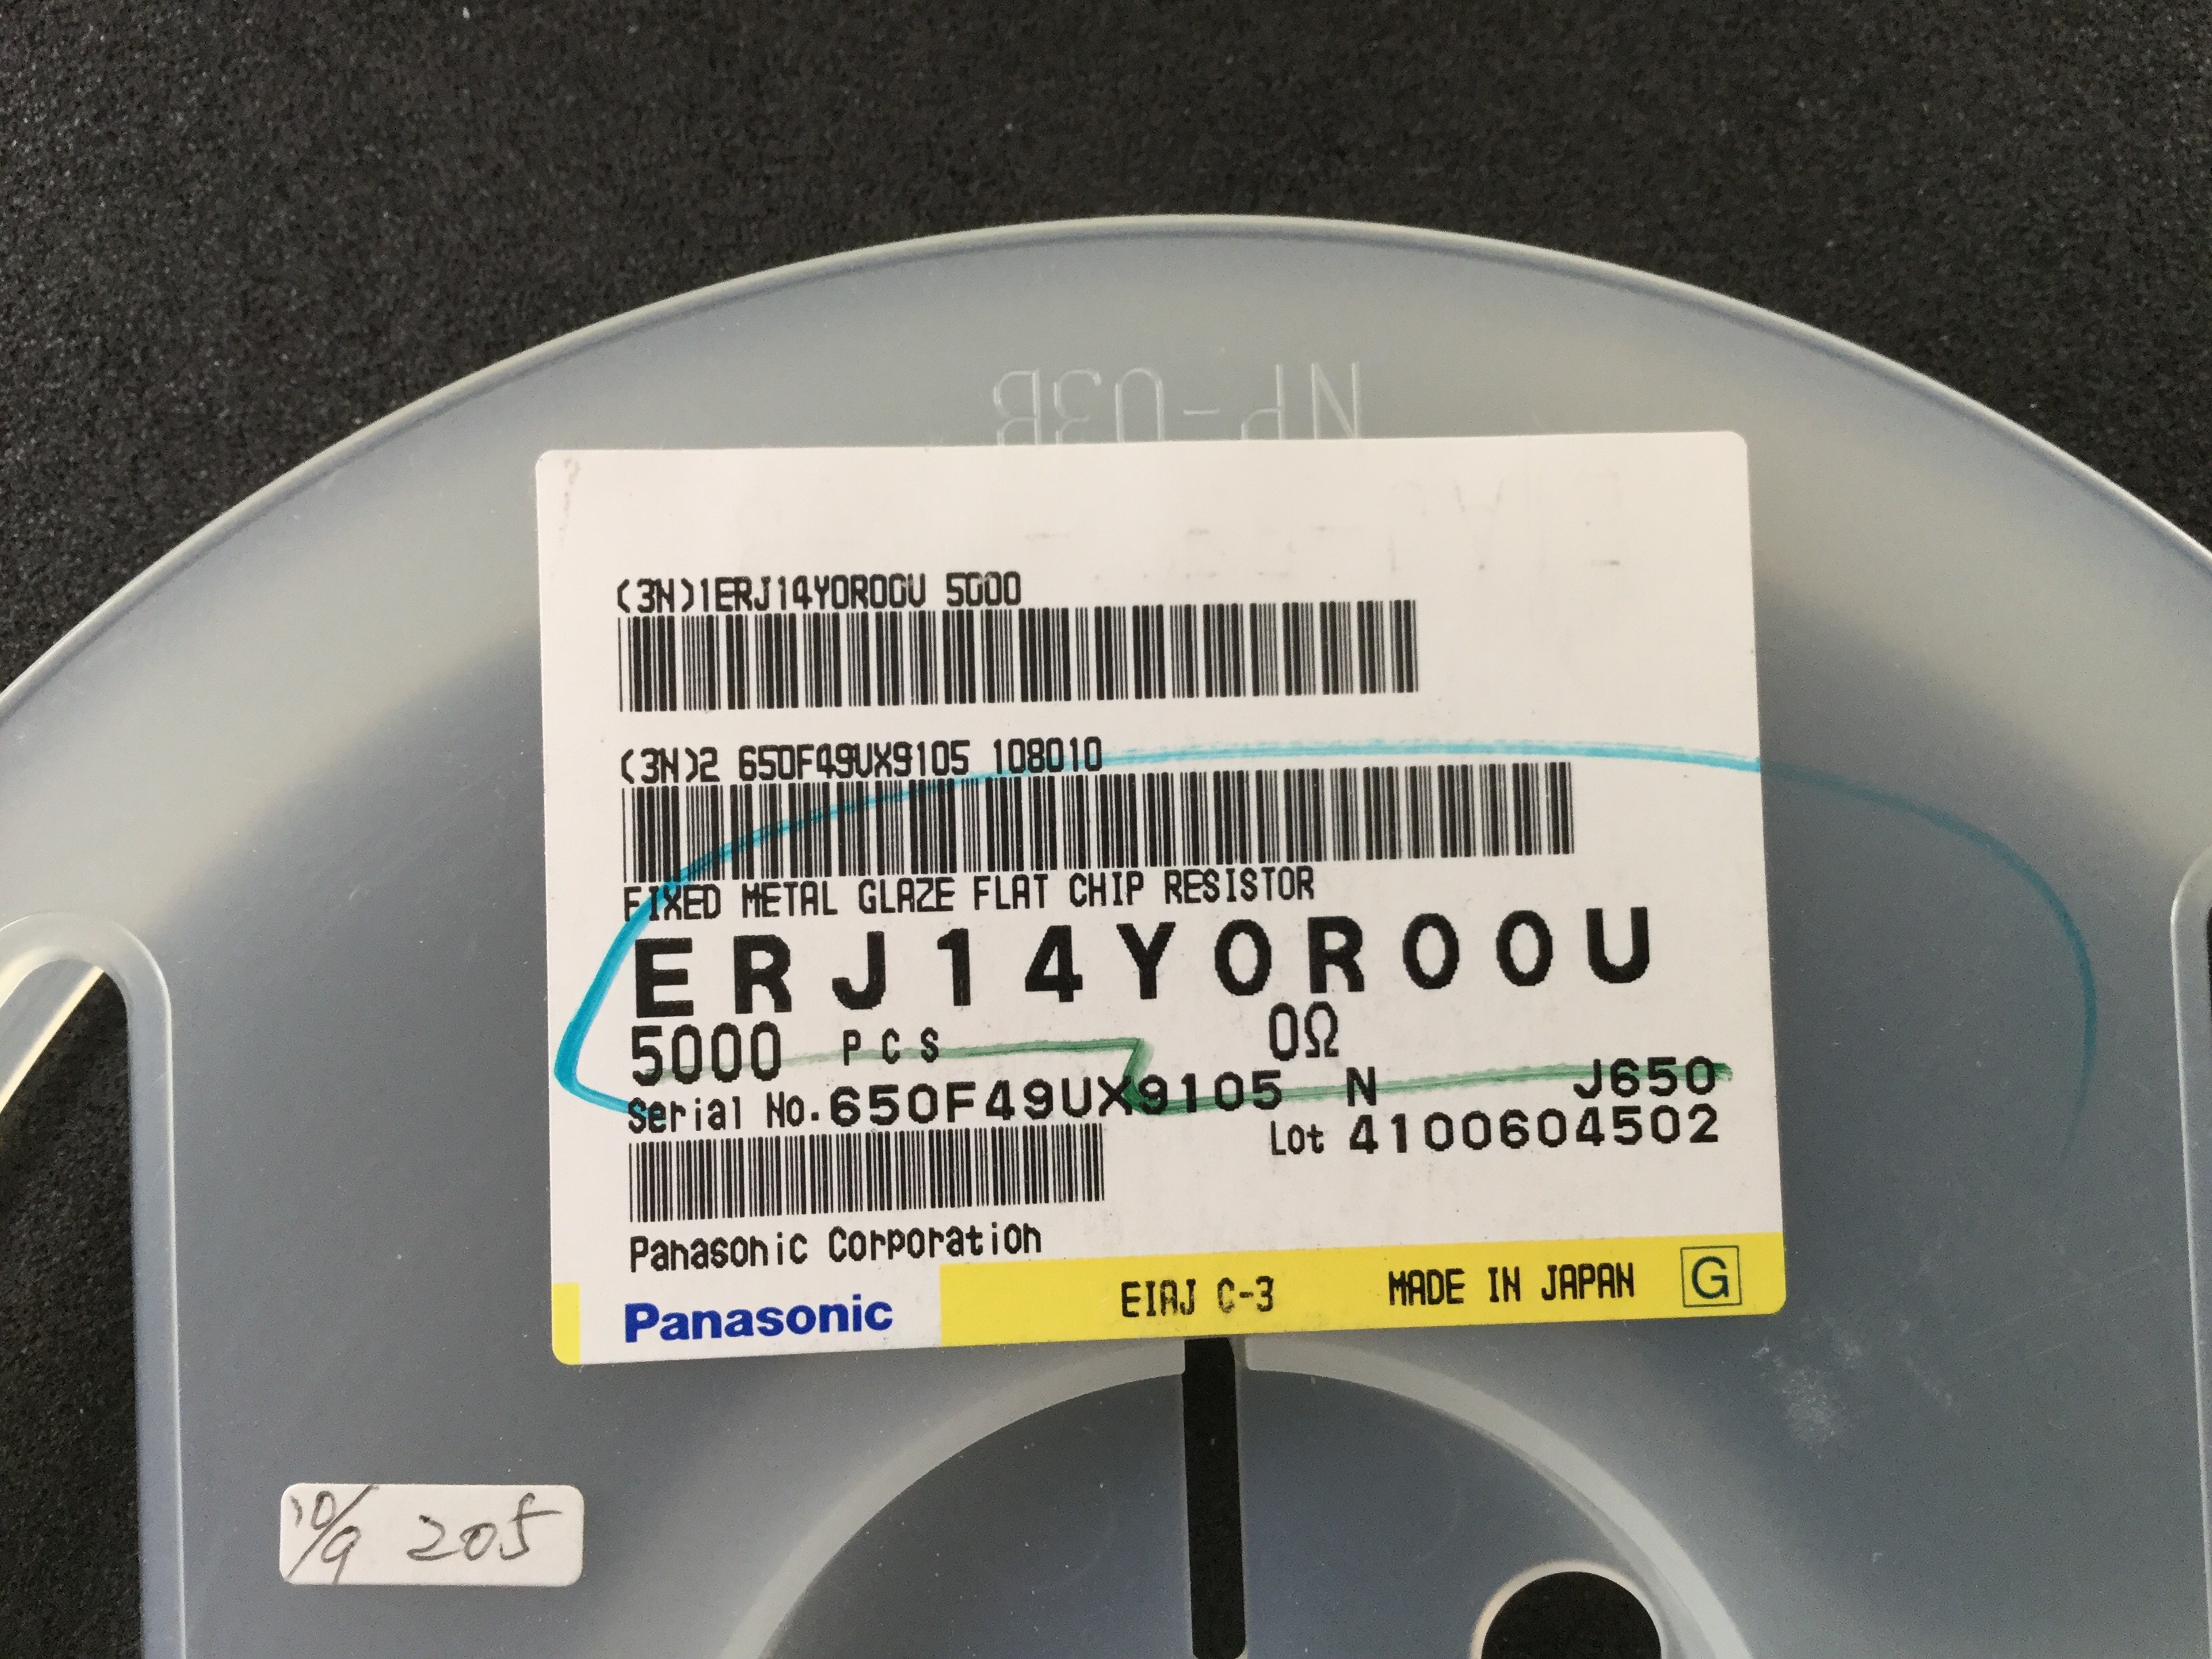 NP-03B
(3N)1ERJ14Y0R00U 5000
(3N)2 650F49UX9105 108010
FIXED METAL GLAZE FLAT CHIP RESISTOR
ERJ14Y0R00U
5000 PCS 0Ω
Serial No.650F49UX9105 N J650
Lot 4100604502
Panasonic Corporation
Panasonic EIAJ C-3 MADE IN JAPAN G
10/9 205